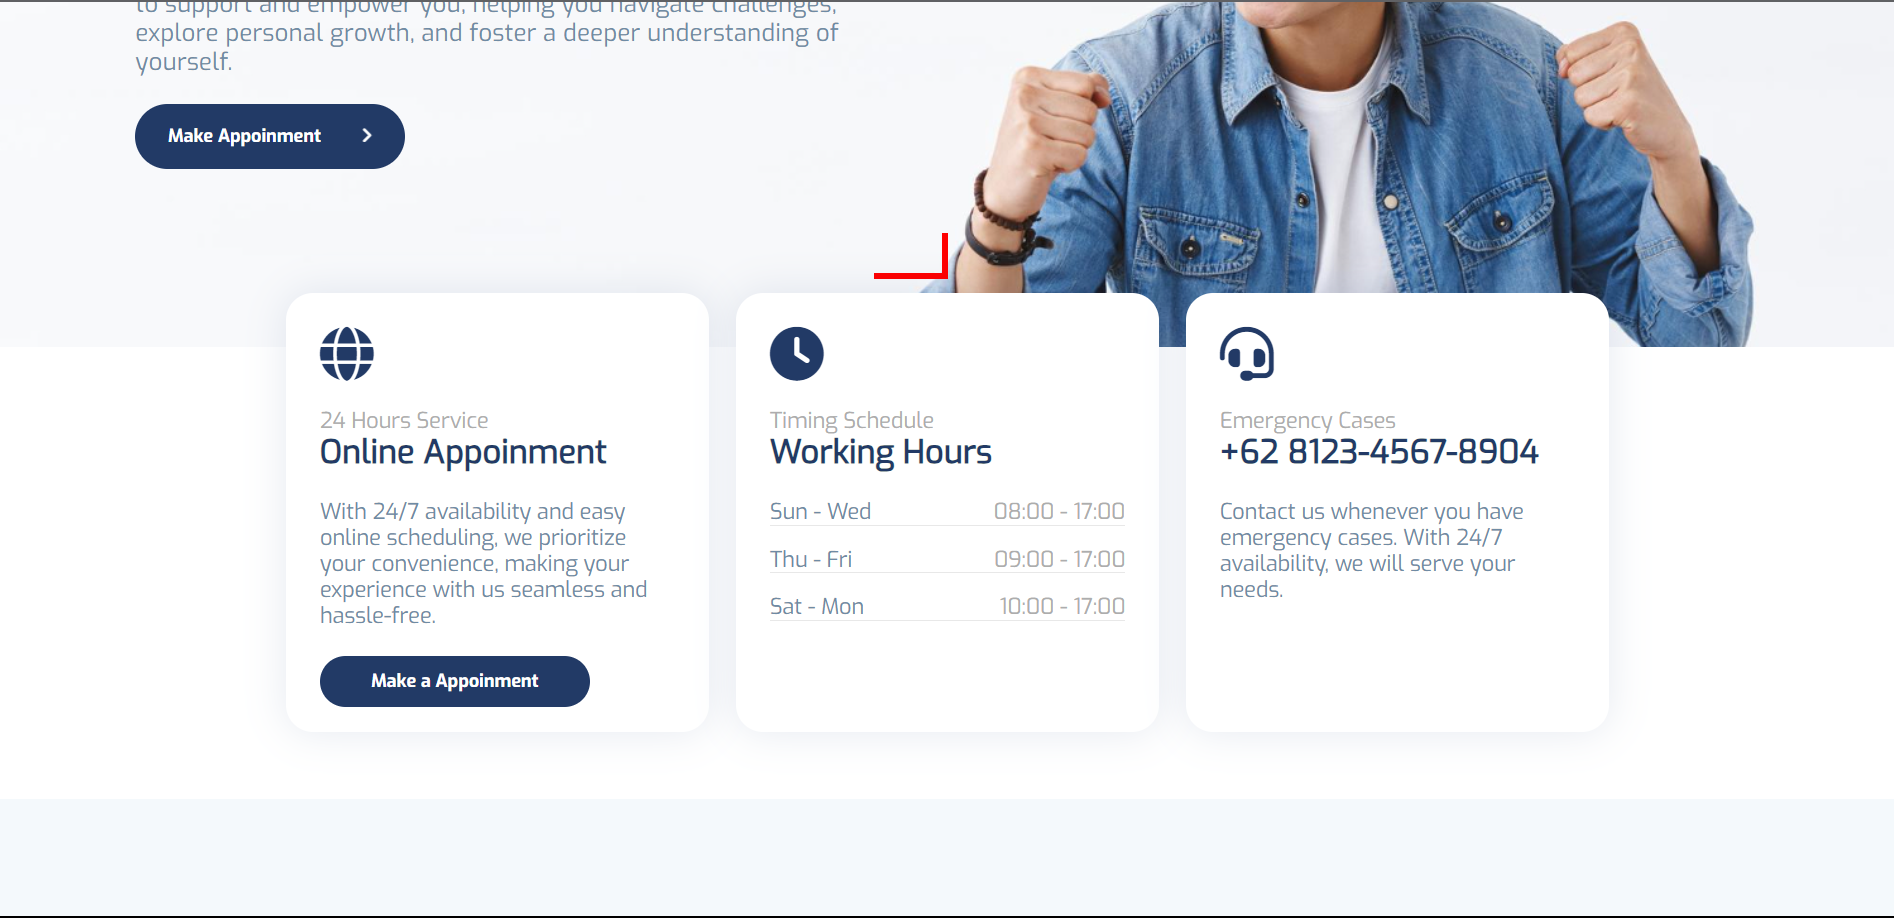 to support and empower you, helping you navigate challenges,
explore personal growth, and foster a deeper understanding of
yourself.
Make Appoinment
24 Hours Service
Online Appoinment
With 24/7 availability and easy
online scheduling, we prioritize
your convenience, making your
experience with us seamless and
hassle-free.
Make a Appoinment
Timing Schedule
Working Hours
Sun - Wed 08:00 - 17:00
Thu - Fri 09:00 - 17:00
Sat - Mon 10:00 - 17:00
Emergency Cases
+62 8123-4567-8904
Contact us whenever you have
emergency cases. With 24/7
availability, we will serve your
needs.